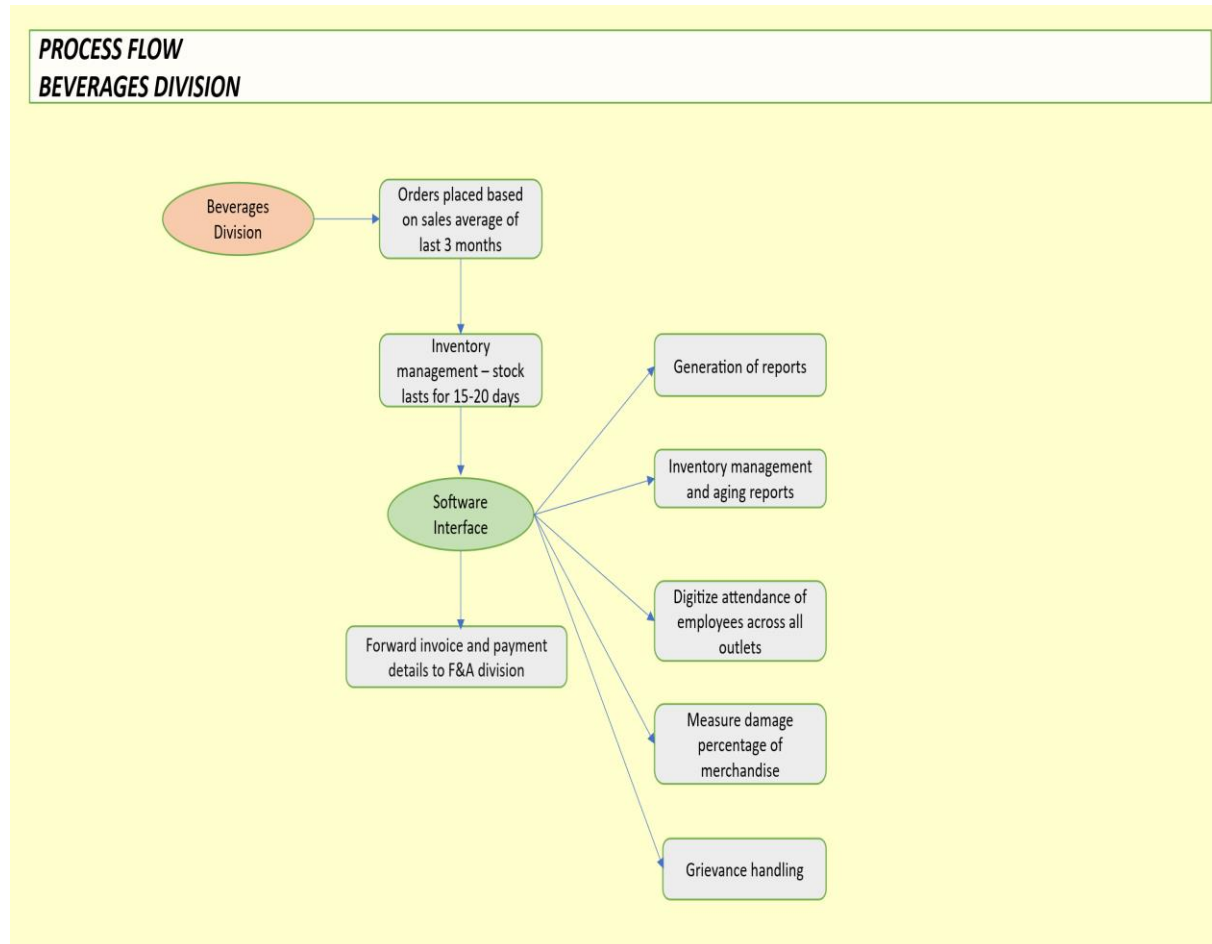 PROCESS FLOW
BEVERAGES DIVISION
Beverages
Division
Orders placed based
on sales average of
last 3 months
Inventory
management – stock
lasts for 15-20 days
Software
Interface
Forward invoice and payment
details to F&A division
Generation of reports
Inventory management
and aging reports
Digitize attendance of
employees across all
outlets
Measure damage
percentage of
merchandise
Grievance handling